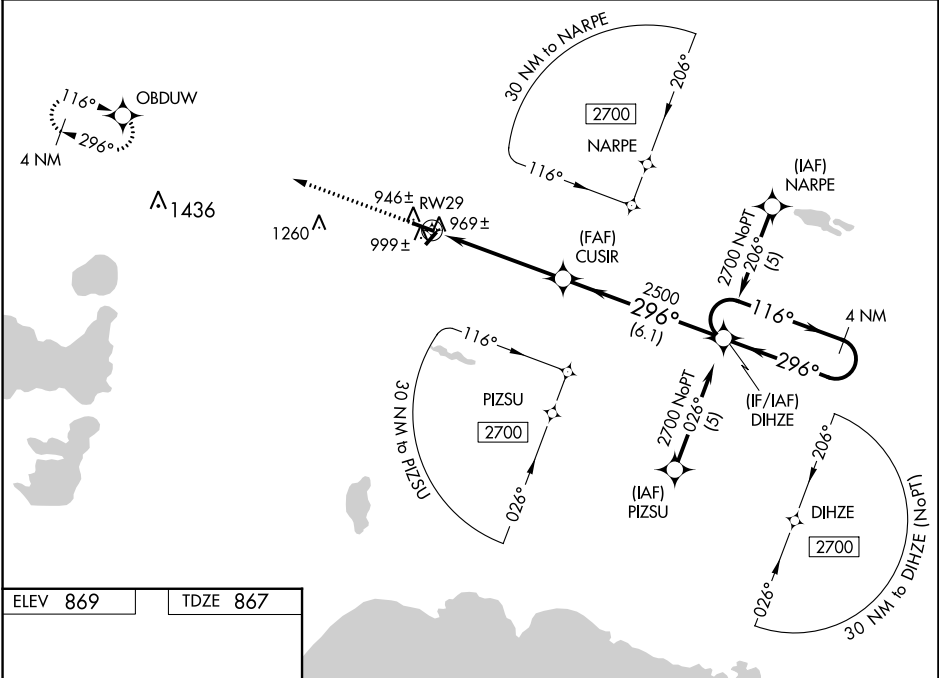 30 NM to NARPE
206°
2700
NARPE
116°
116°
OBDUW
296°
4 NM
1436
1260
946±
RW29
969±
999±
(IAF)
NARPE
2700 NoPT
206°
(5)
(FAF)
CUSIR
2500
296°
(6.1)
116°
4 NM
296°
(IF/IAF)
DIHZE
2700 NoPT
026°
(5)
(IAF)
PIZSU
116°
PIZSU
2700
30 NM to PIZSU
026°
206°
DIHZE
2700
026°
30 NM to DIHZE (NoPT)
ELEV 869
TDZE 867